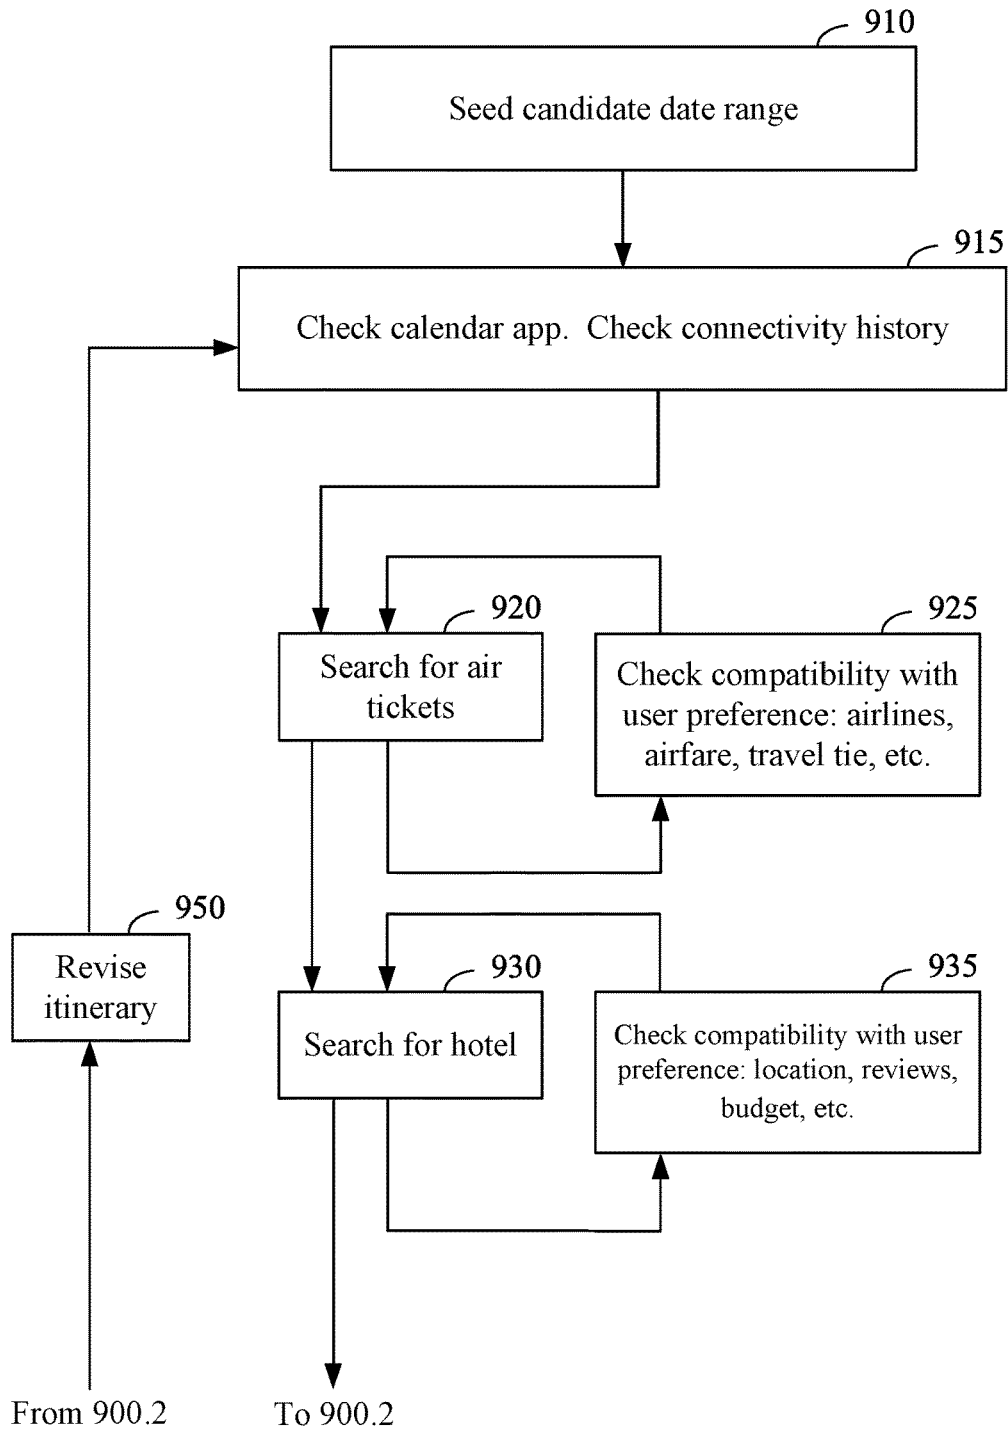 910
Seed candidate date range
915
Check calendar app.  Check connectivity history
920
Search for air
tickets
925
Check compatibility with
user preference: airlines,
airfare, travel tie, etc.
950
Revise
itinerary
930
Search for hotel
935
Check compatibility with user
preference: location, reviews,
budget, etc.
From 900.2
To 900.2